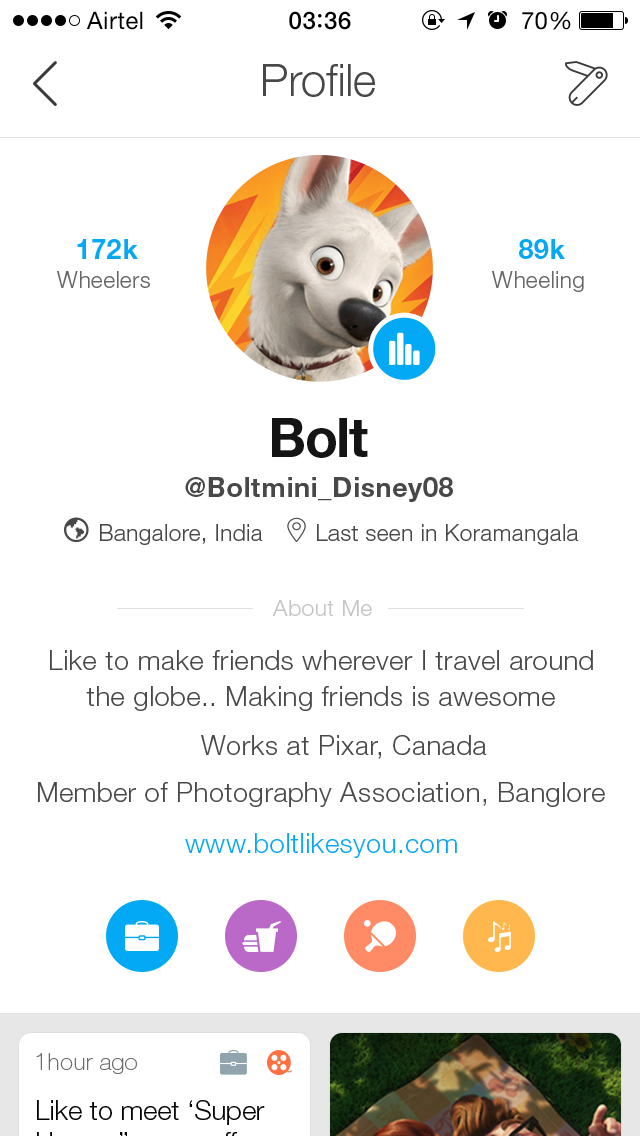 Airtel 03:36 70%
Profile
172k
Wheelers
89k
Wheeling
Bolt
@Boltmini_Disney08
Bangalore, India Last seen in Koramangala
About Me
Like to make friends wherever I travel around
the globe.. Making friends is awesome
Works at Pixar, Canada
Member of Photography Association, Banglore
www.boltlikesyou.com
1hour ago
Like to meet ‘Super